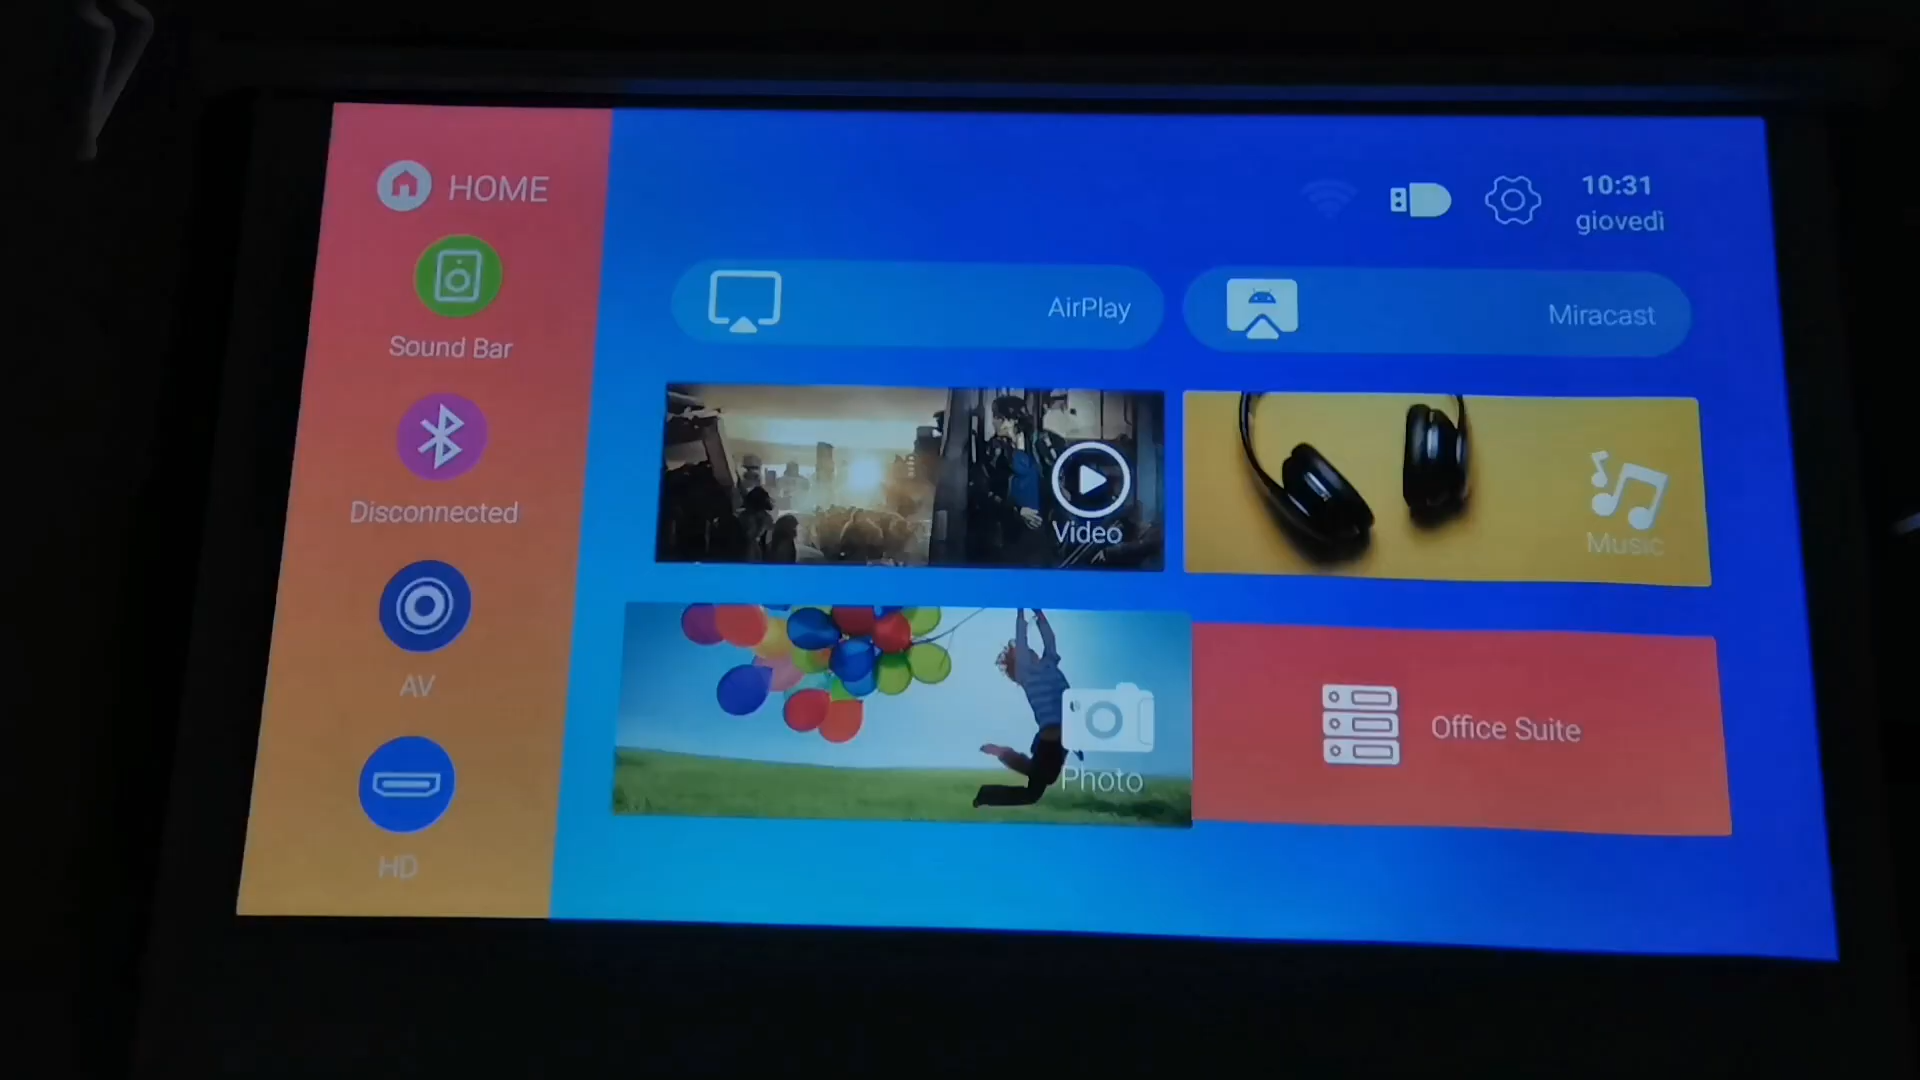 HOME
Sound Bar
Disconnected
AV
HD
10:31
giovedì
AirPlay
Miracast
Video
Music
Photo
Office Suite